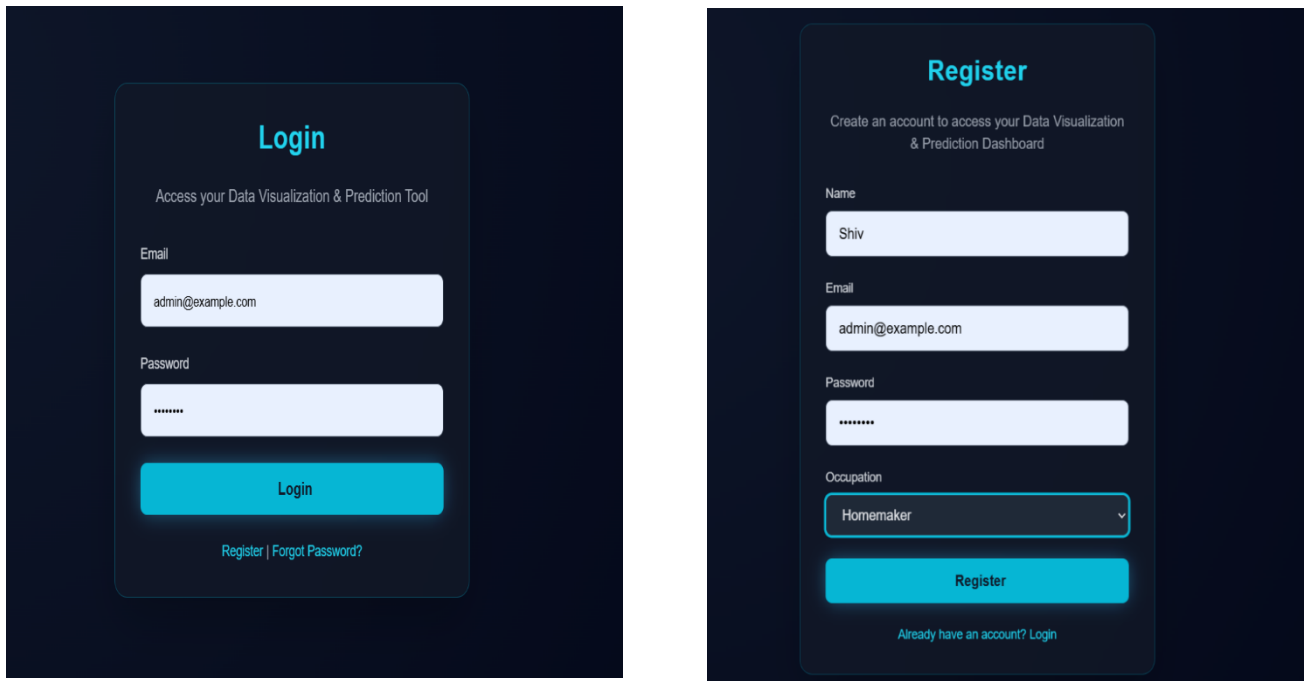 Login
Access your Data Visualization & Prediction Tool
Email
admin@example.com
Password
••••••••
Login
Register | Forgot Password?
Register
Create an account to access your Data Visualization
& Prediction Dashboard
Name
Shiv
Email
admin@example.com
Password
••••••••
Occupation
Homemaker
Register
Already have an account? Login